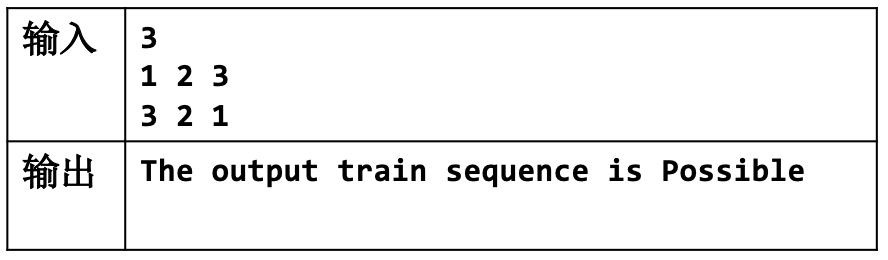 输入
3
1 2 3
3 2 1
输出
The output train sequence is Possible